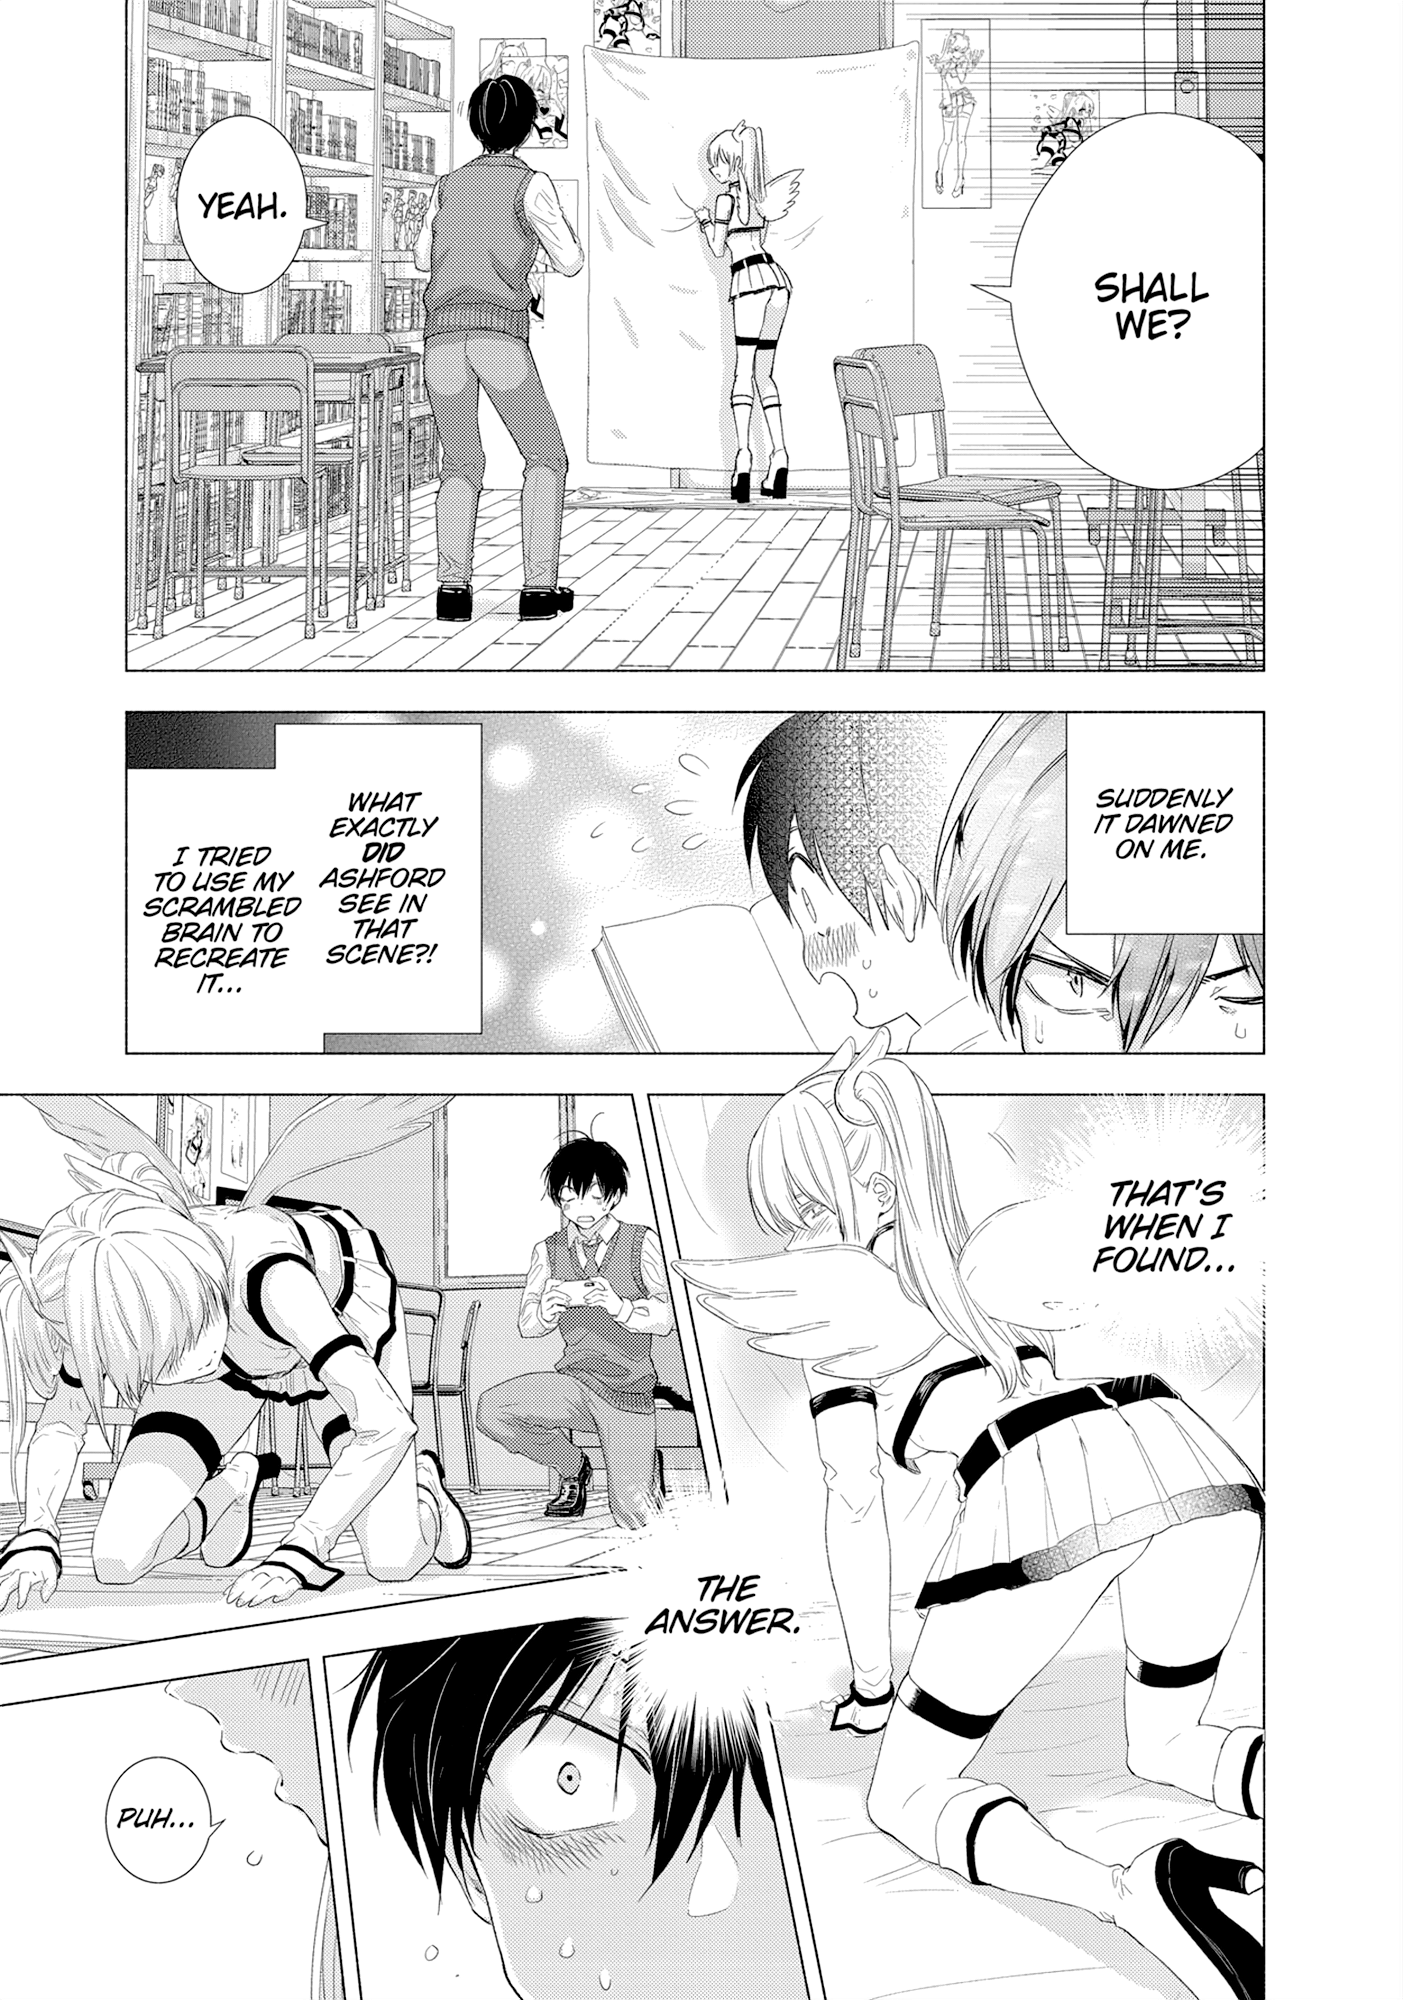 SHALL
WE?
YEAH.
SUDDENLY
IT DAWNED
ON ME.
WHAT
EXACTLY
DID
ASHFORD
SEE IN
THAT
SCENE?!
I TRIED
TO USE MY
SCRAMBLED
BRAIN TO
RECREATE
IT...
THAT'S
WHEN I
FOUND...
THE
ANSWER.
PUH...